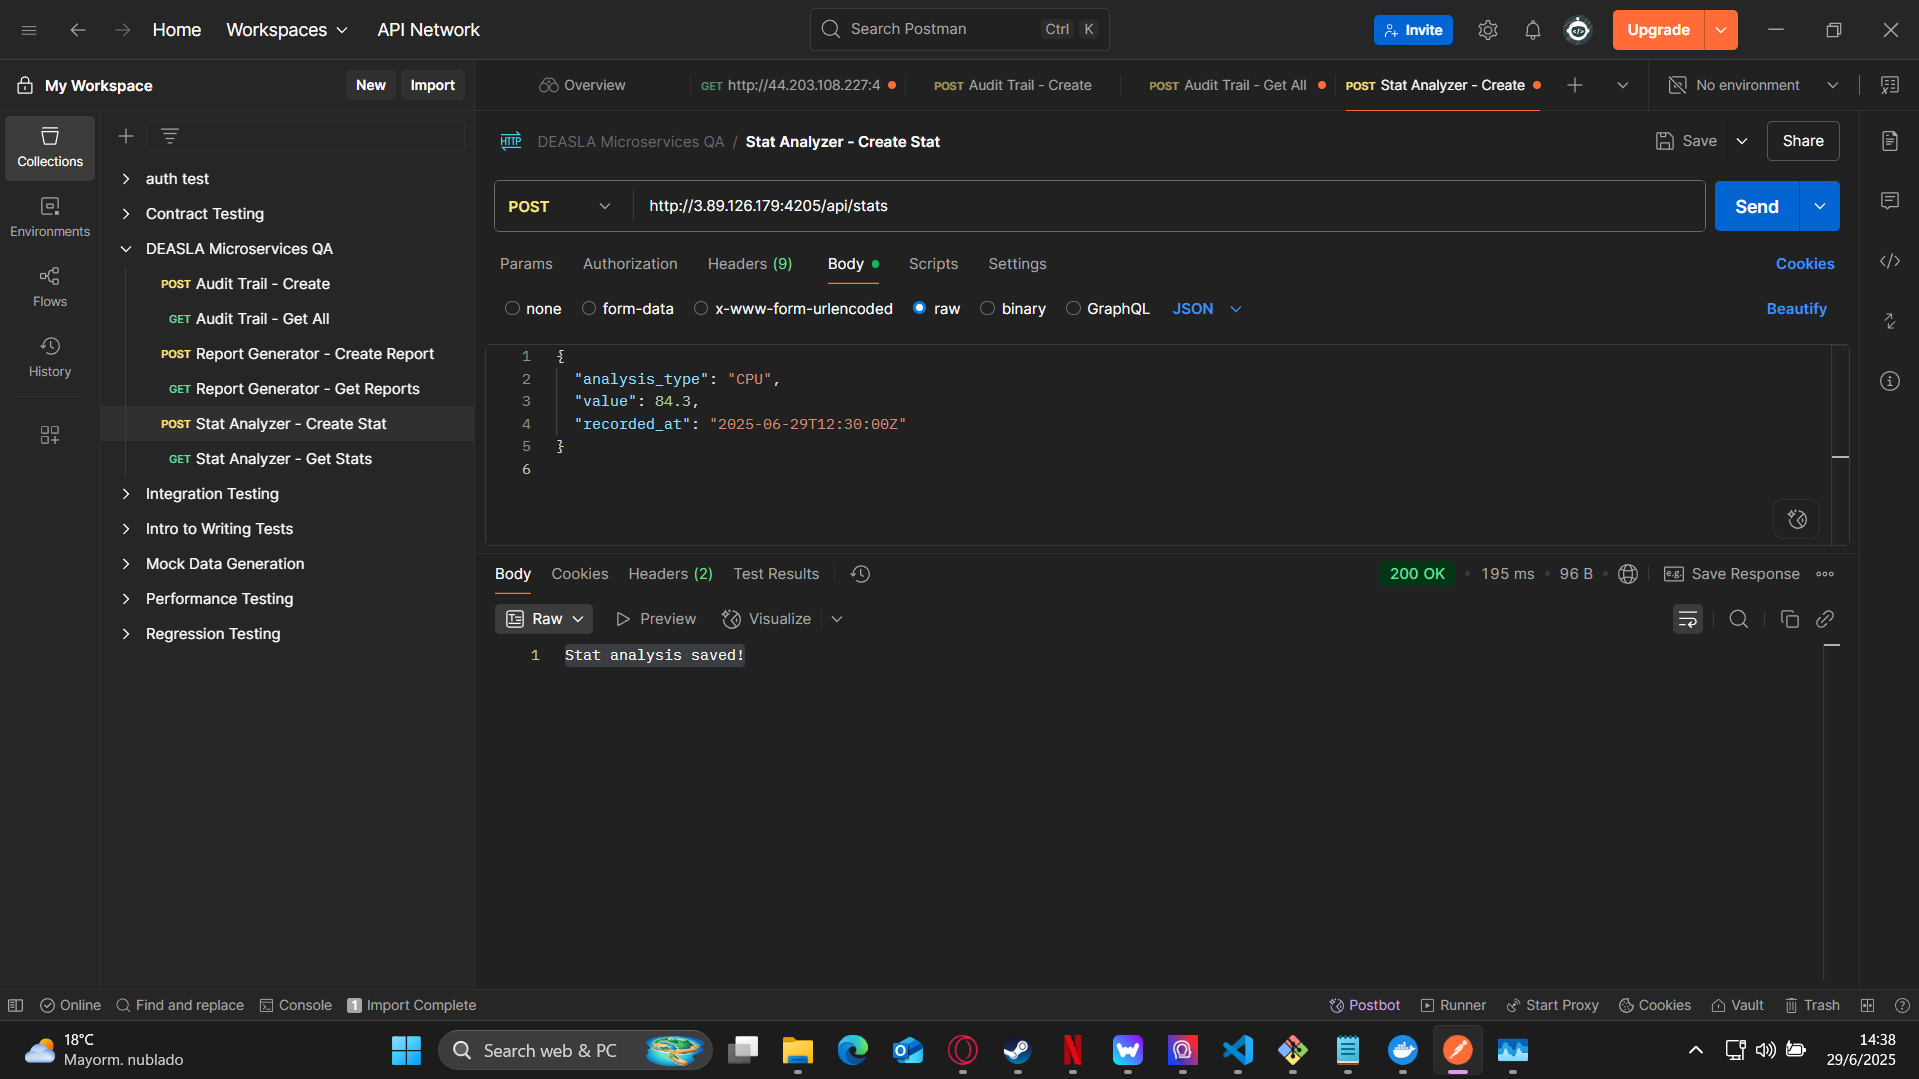 Home
Workspaces
API Network
Search Postman
Ctrl K
Invite
Upgrade
My Workspace
New
Import
Overview
GET http://44.203.108.227:4
POST Audit Trail - Create
POST Audit Trail - Get All
POST Stat Analyzer - Create
No environment
Collections
Environments
Flows
History
auth test
Contract Testing
DEASLA Microservices QA
POST Audit Trail - Create
GET Audit Trail - Get All
POST Report Generator - Create Report
GET Report Generator - Get Reports
POST Stat Analyzer - Create Stat
GET Stat Analyzer - Get Stats
Integration Testing
Intro to Writing Tests
Mock Data Generation
Performance Testing
Regression Testing
HTTP DEASLA Microservices QA / Stat Analyzer - Create Stat
Save
Share
POST http://3.89.126.179:4205/api/stats
Send
Params Authorization Headers (9) Body Scripts Settings
Cookies
none form-data x-www-form-urlencoded raw binary GraphQL JSON
Beautify
1 {
2 "analysis_type": "CPU",
3 "value": 84.3,
4 "recorded_at": "2025-06-29T12:30:00Z"
5 }
6
Body Cookies Headers (2) Test Results
200 OK • 195 ms • 96 B • e.g. Save Response
Raw Preview Visualize
1 Stat analysis saved!
Online Find and replace Console 1 Import Complete
Postbot Runner Start Proxy Cookies Vault Trash
18°C
Mayorm. nublado
Search web & PC
14:38
29/6/2025